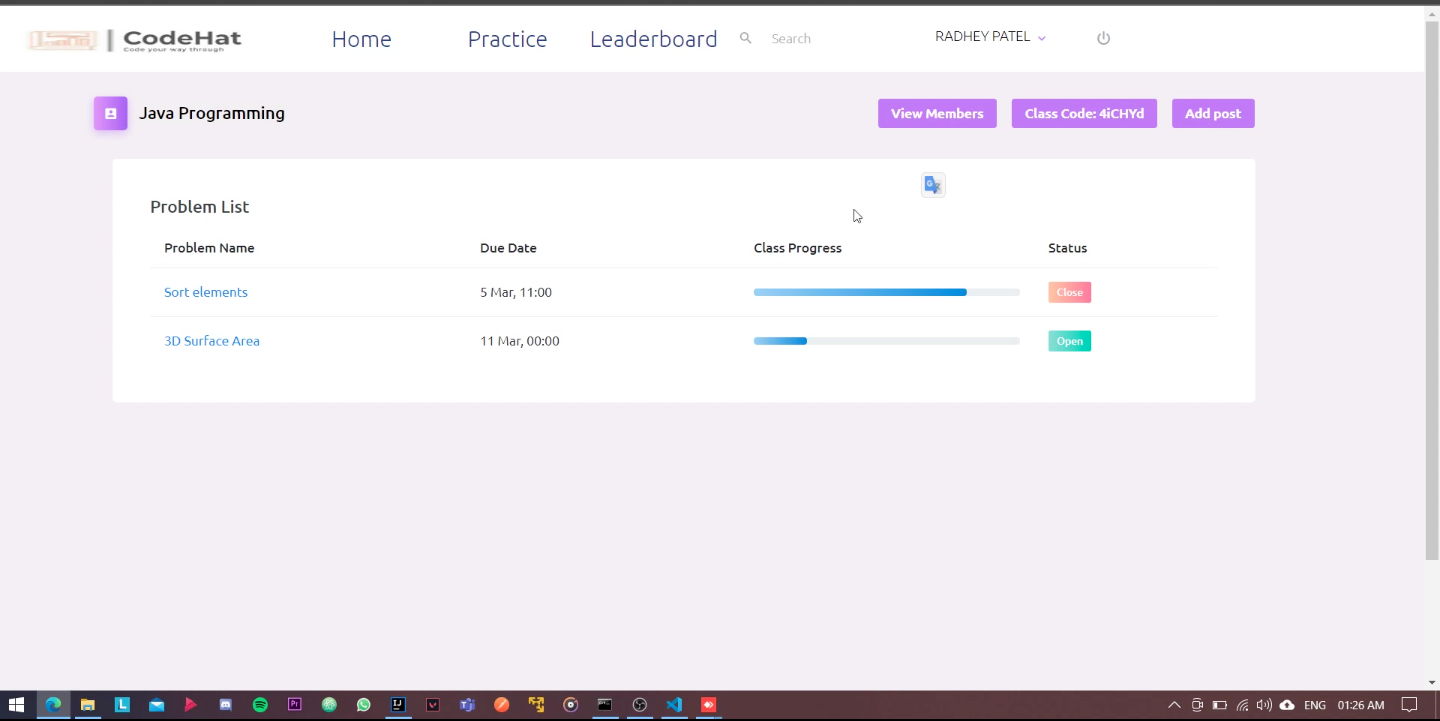 CodeHat
Code your way through
Home Practice Leaderboard Search RADHEY PATEL
Java Programming View Members Class Code: 4iCHYd Add post
Problem List
Problem Name Due Date Class Progress Status
Sort elements 5 Mar, 11:00 Close
3D Surface Area 11 Mar, 00:00 Open
ENG 01:26 AM